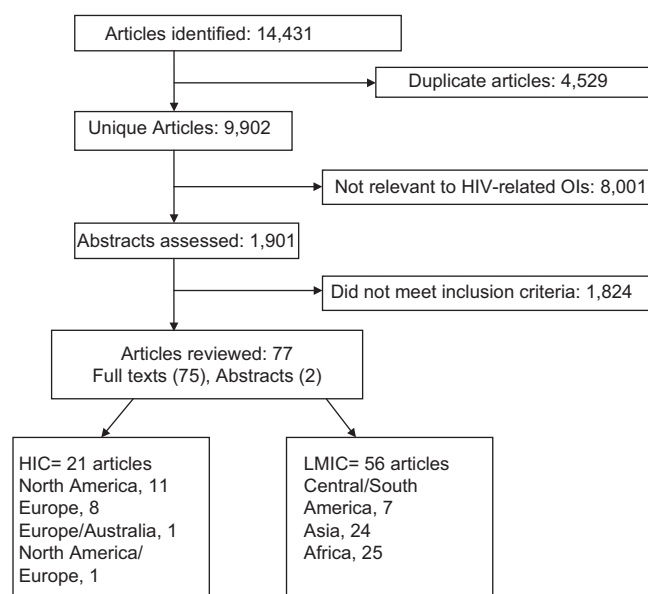 Articles identified: 14,431
Duplicate articles: 4,529
Unique Articles: 9,902
Not relevant to HIV-related OIs: 8,001
Abstracts assessed: 1,901
Did not meet inclusion criteria: 1,824
Articles reviewed: 77
Full texts (75), Abstracts (2)
HIC= 21 articles
North America, 11
Europe, 8
Europe/Australia, 1
North America/
Europe, 1
LMIC= 56 articles
Central/South
America, 7
Asia, 24
Africa, 25